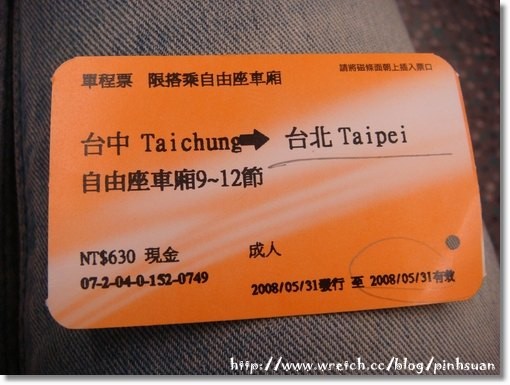 單程票 限搭乘自由座車廂
請將磁條面朝上插入票口
台中 Taichung➡ 台北 Taipei
自由座車廂9~12節
NT$630 現金 成人
07-2-04-0-152-0749
2008/05/31發行 至 2008/05/31有效
http://www.wretch.cc/blog/pinhsuan